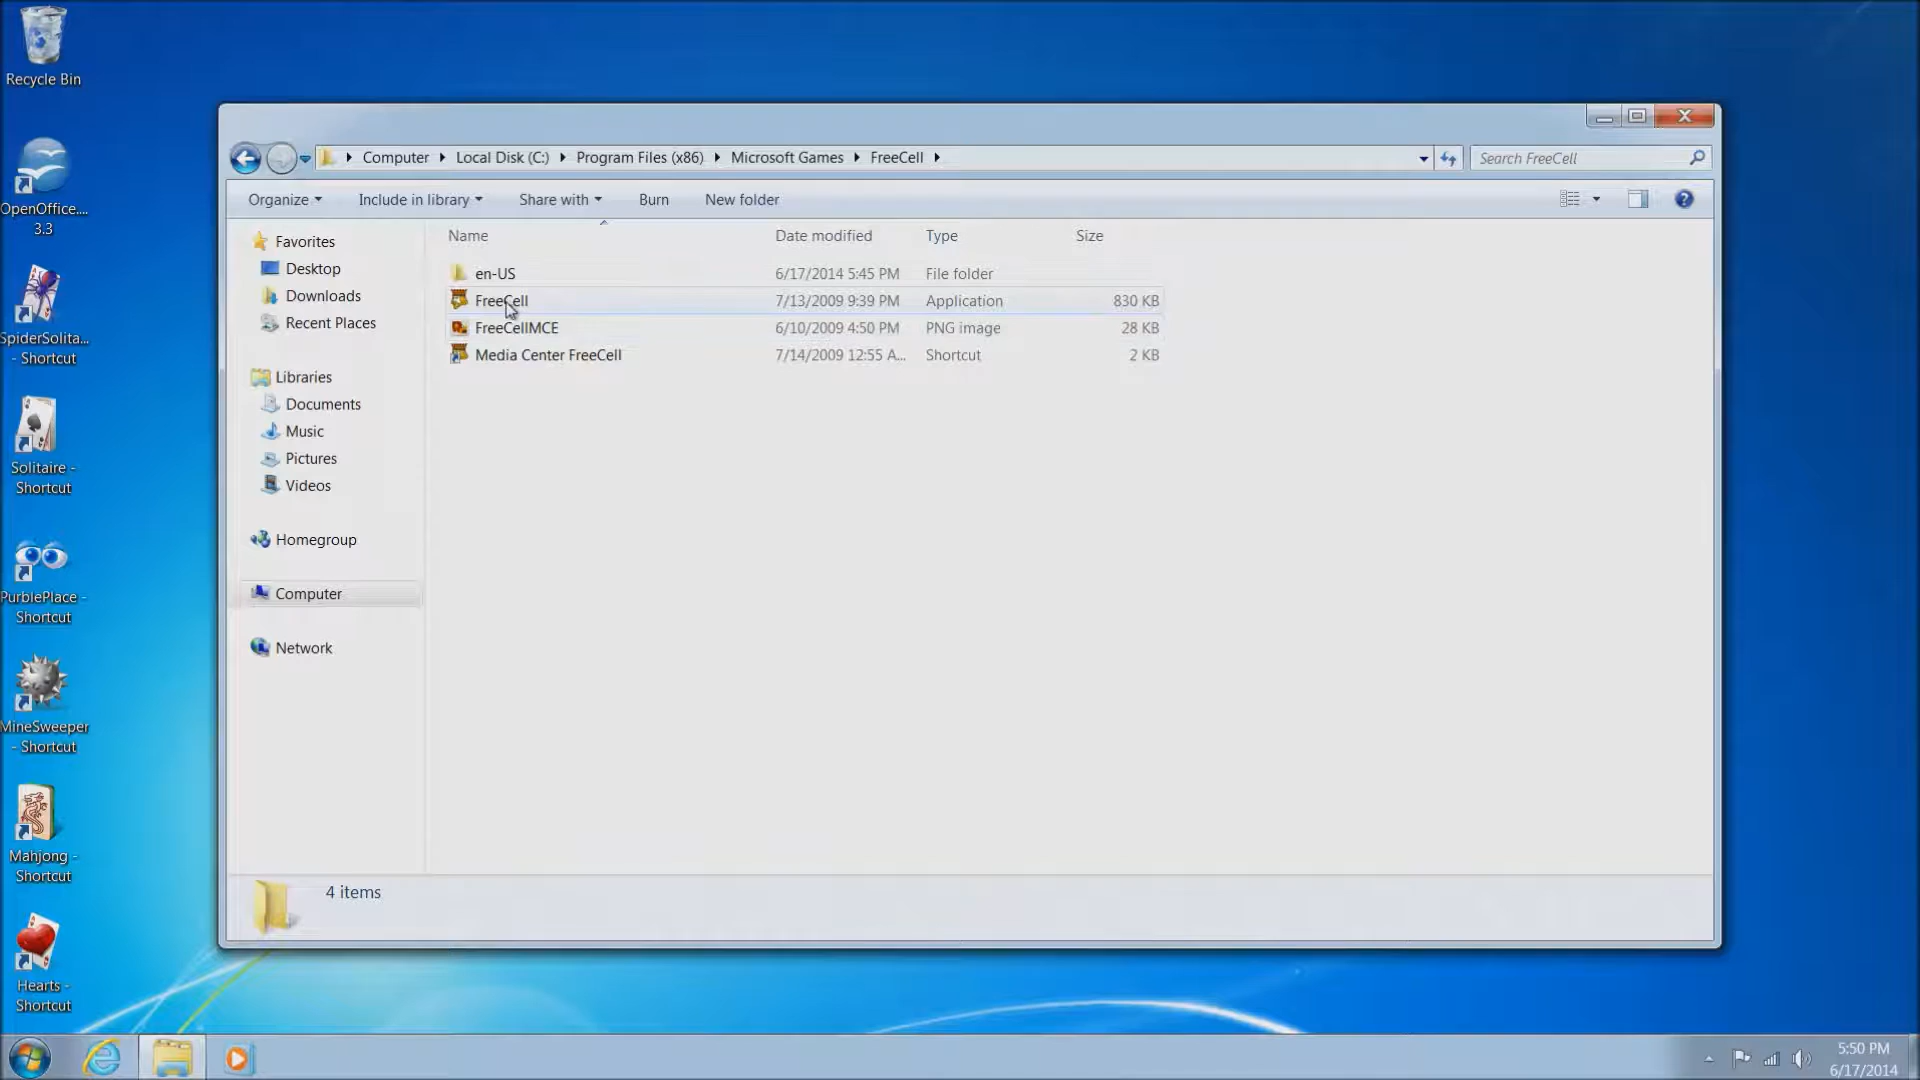 Recycle Bin
OpenOffice....
3.3
SpiderSolita...
- Shortcut
Solitaire -
Shortcut
PurblePlace -
Shortcut
MineSweeper
- Shortcut
Mahjong -
Shortcut
Hearts -
Shortcut
Computer Local Disk (C:) Program Files (x86) Microsoft Games FreeCell
Search FreeCell
Organize Include in library Share with Burn New folder
Favorites
Desktop
Downloads
Recent Places
Libraries
Documents
Music
Pictures
Videos
Homegroup
Computer
Network
Name Date modified Type Size
en-US 6/17/2014 5:45 PM File folder
FreeCell 7/13/2009 9:39 PM Application 830 KB
FreeCellMCE 6/10/2009 4:50 PM PNG image 28 KB
Media Center FreeCell 7/14/2009 12:55 A... Shortcut 2 KB
4 items
5:50 PM
6/17/2014